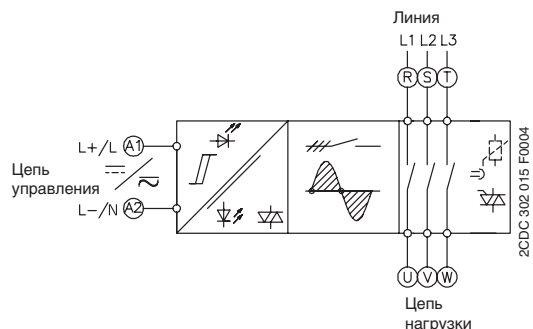 Линия
L1 L2 L3
R S T
L+/L A1
Цепь
управления
L–/N A2
U V W
Цепь
нагрузки
2CDC 302 015 F0004